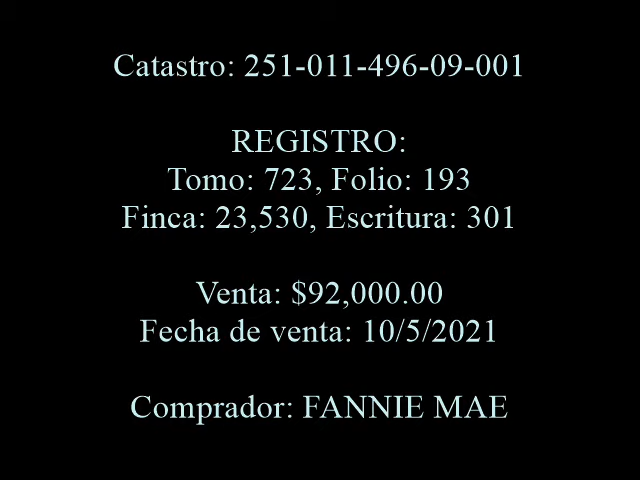 Catastro: 251-011-496-09-001
REGISTRO:
Tomo: 723, Folio: 193
Finca: 23,530, Escritura: 301
Venta: $92,000.00
Fecha de venta: 10/5/2021
Comprador: FANNIE MAE